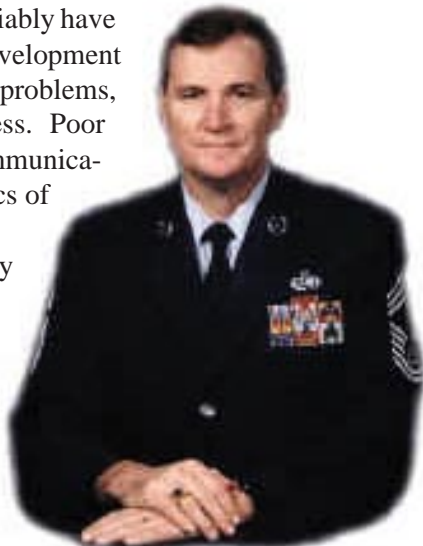 iably have
velopment
problems,
ess. Poor
mmunica-
cs of
y